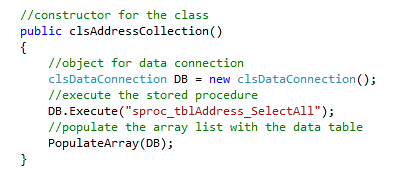 //constructor for the class
public clsAddressCollection()
{
//object for data connection
clsDataConnection DB = new clsDataConnection();
//execute the stored procedure
DB.Execute("sproc_tblAddress_SelectAll");
//populate the array list with the data table
PopulateArray(DB);
}